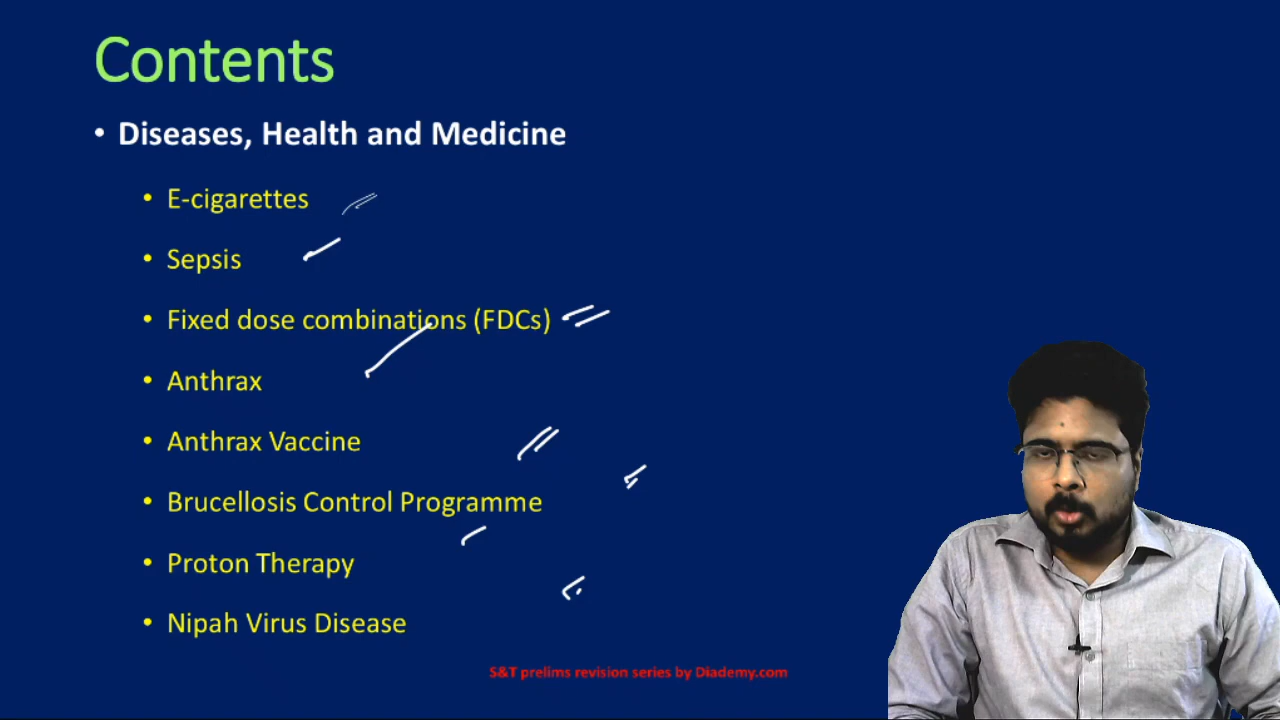 Contents
• Diseases, Health and Medicine
• E-cigarettes
• Sepsis
• Fixed dose combinations (FDCs)
• Anthrax
• Anthrax Vaccine
• Brucellosis Control Programme
• Proton Therapy
• Nipah Virus Disease
S&T prelims revision series by Diademy.com